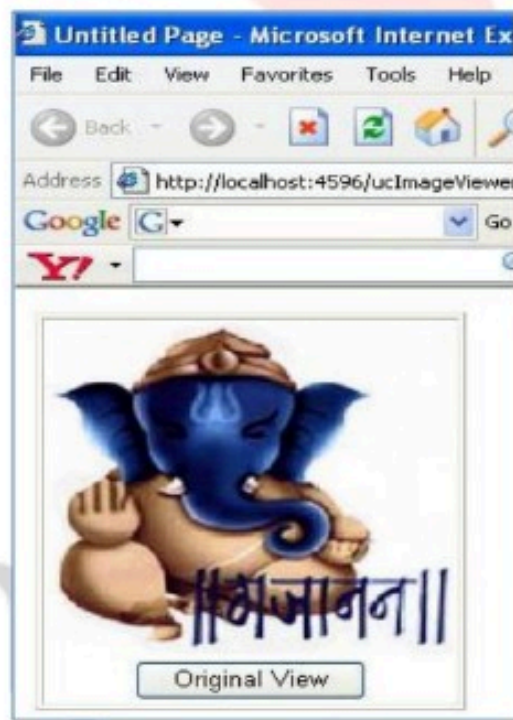 Untitled Page - Microsoft Internet Ex
File Edit View Favorites Tools Help
Back
Address http://localhost:4596/ucImageViewer
Google G Go
Y!
॥गजानन॥
Original View